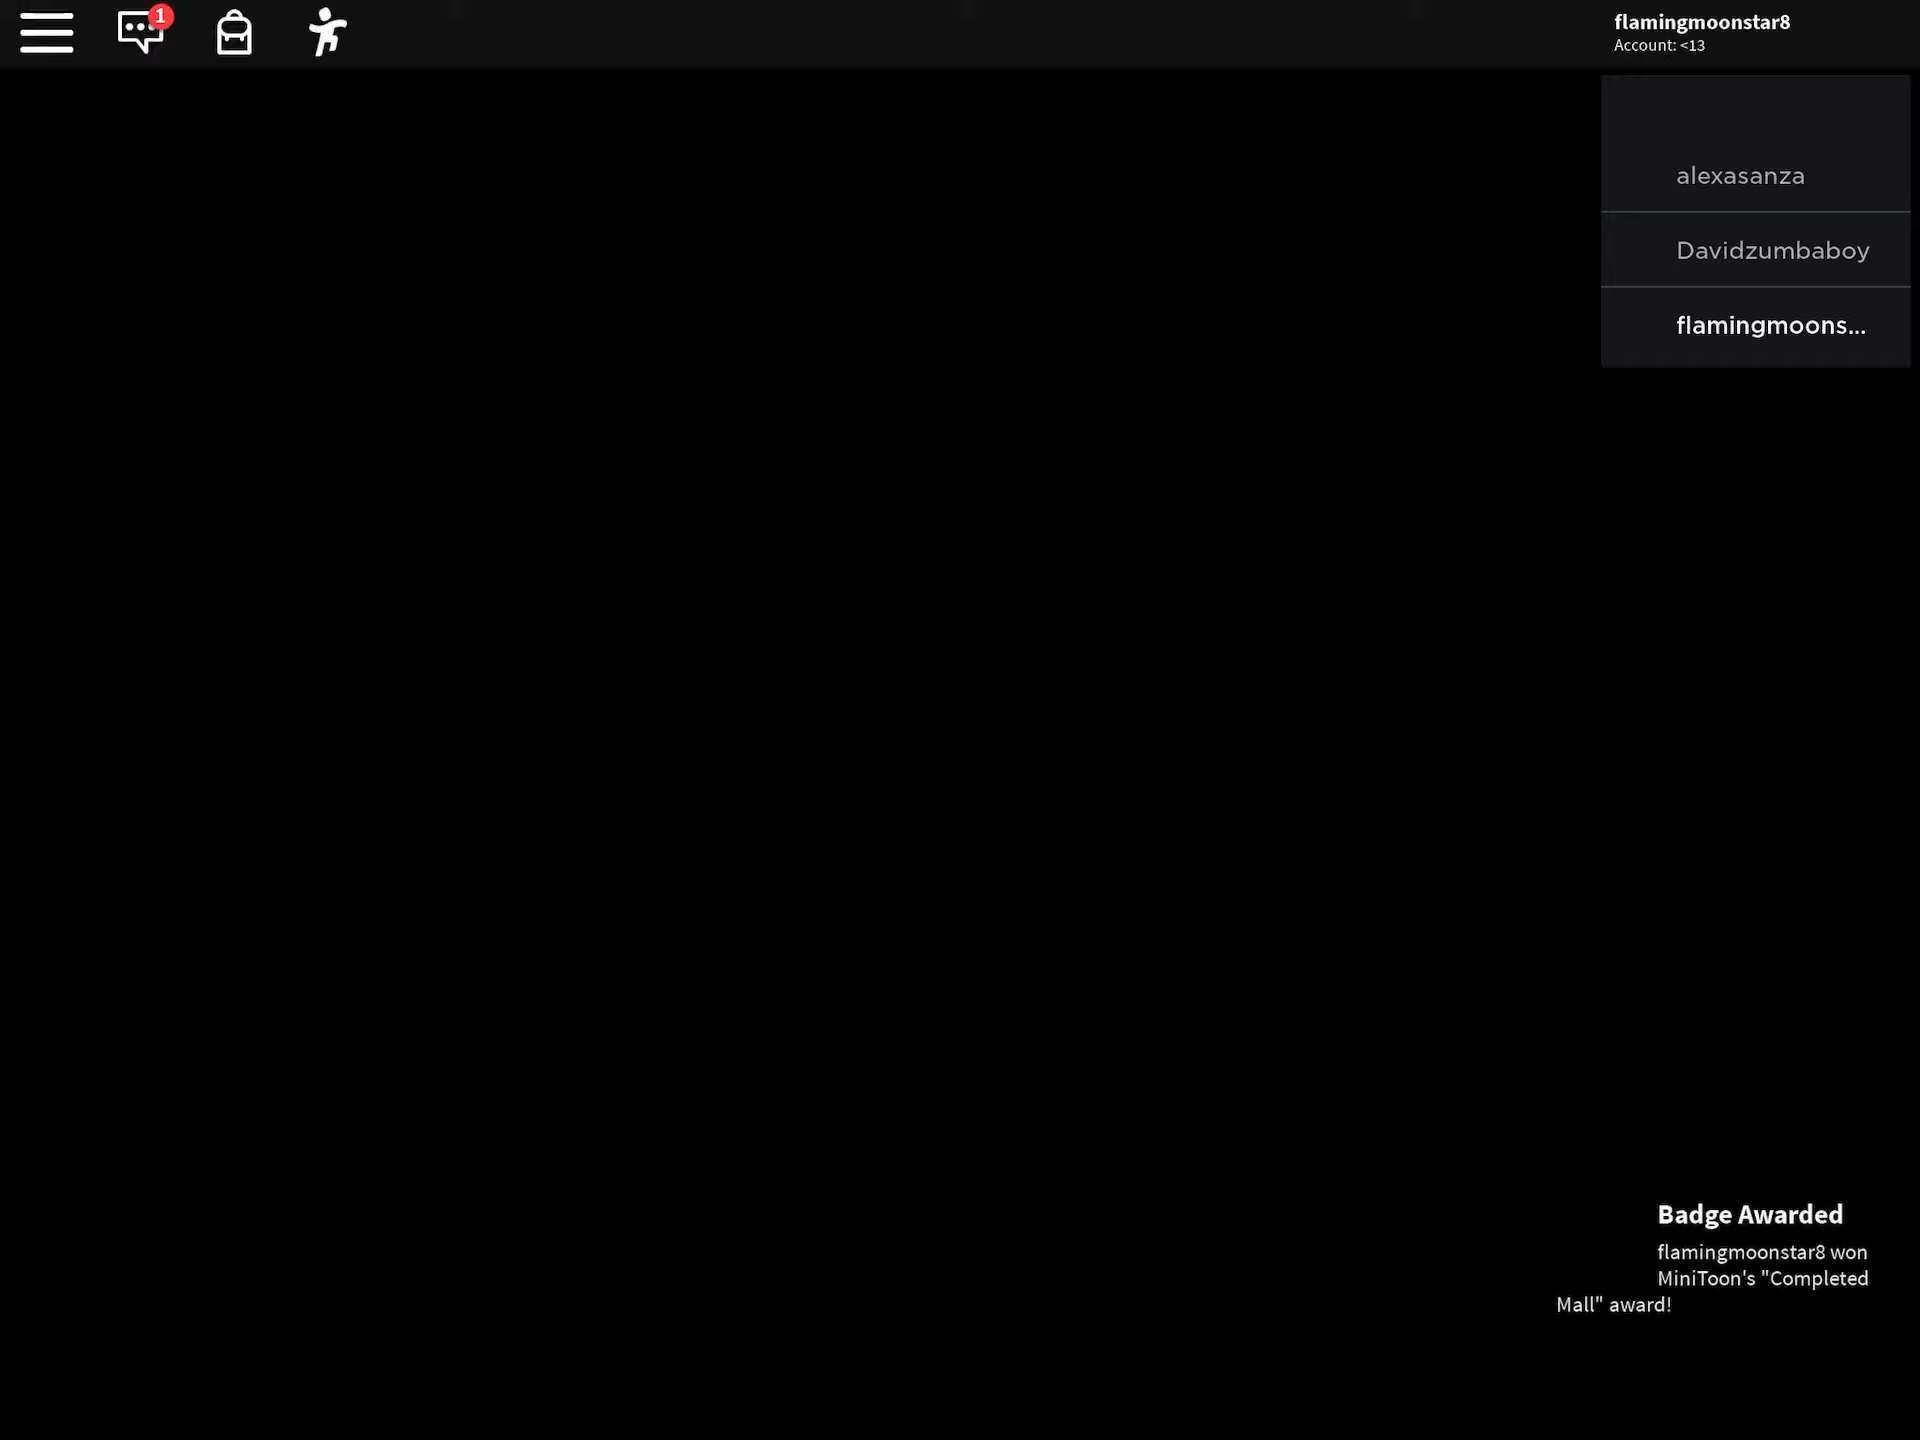 1
flamingmoonstar8
Account: <13
alexasanza
Davidzumbaboy
flamingmoons...
Badge Awarded
flamingmoonstar8 won
MiniToon's "Completed
Mall" award!